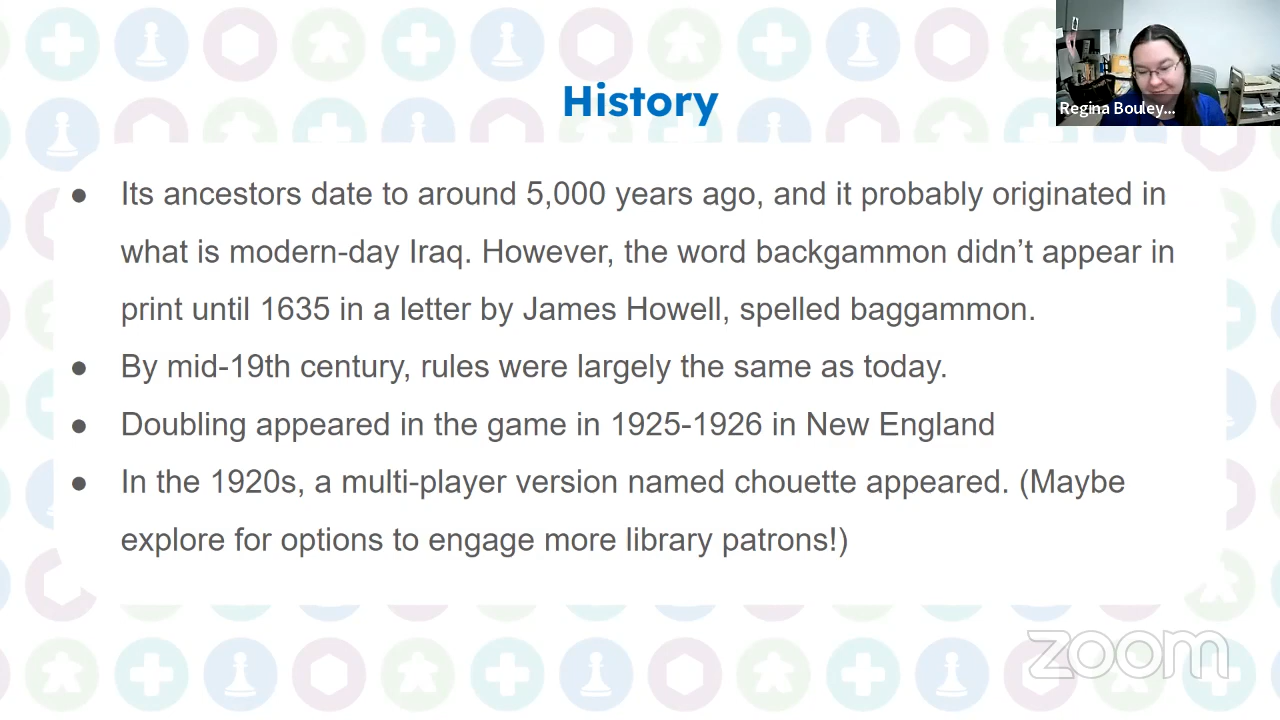 History
Regina Bouley...
● Its ancestors date to around 5,000 years ago, and it probably originated in
what is modern-day Iraq. However, the word backgammon didn’t appear in
print until 1635 in a letter by James Howell, spelled baggammon.
● By mid-19th century, rules were largely the same as today.
● Doubling appeared in the game in 1925-1926 in New England
● In the 1920s, a multi-player version named chouette appeared. (Maybe
explore for options to engage more library patrons!)
zoom